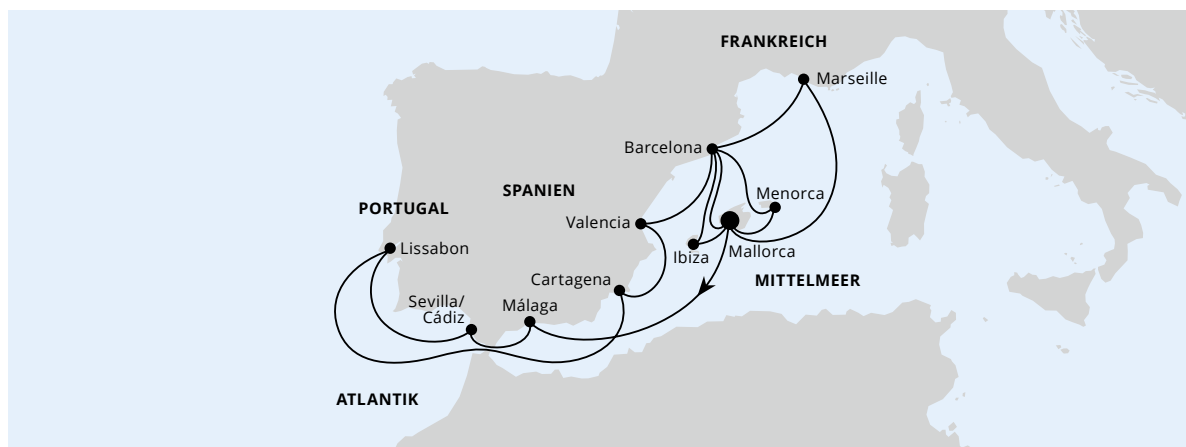 FRANKREICH
Marseille
Barcelona
SPANIEN
Menorca
PORTUGAL
Valencia
Lissabon
Ibiza
Mallorca
Cartagena
MITTELMEER
Sevilla/
Cádiz
Málaga
ATLANTIK